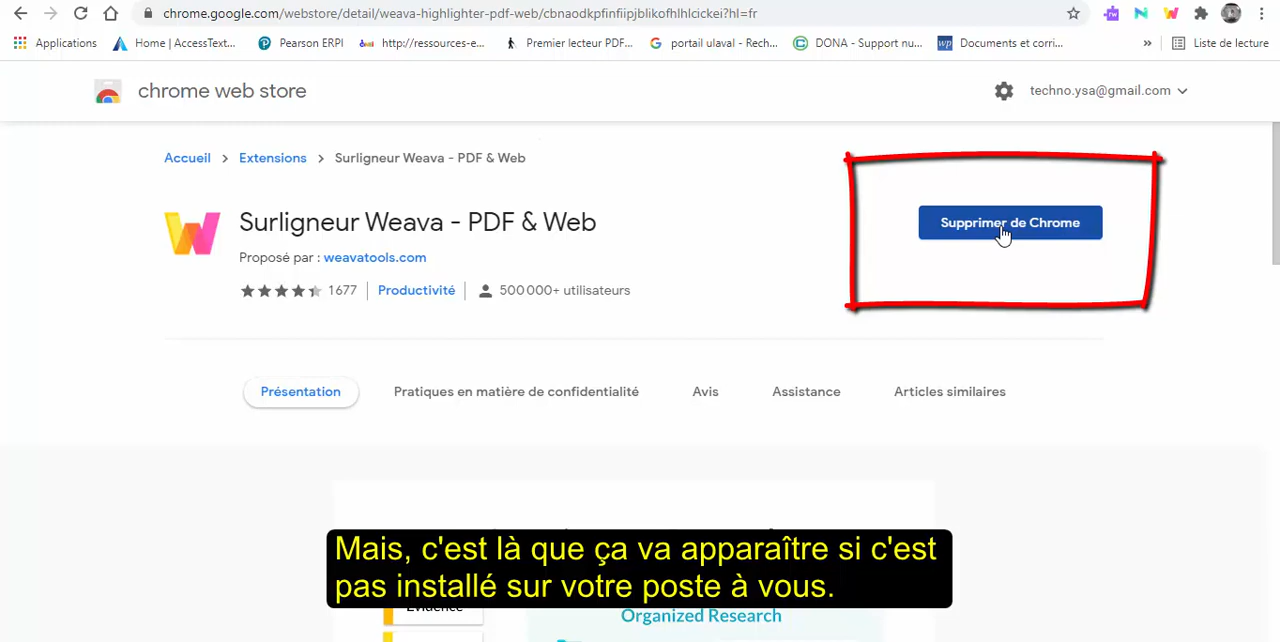 chrome.google.com/webstore/detail/weava-highlighter-pdf-web/cbnaodkpfinfiipjblikofhlhlcickei?hl=fr
Applications
Home | AccessText...
Pearson ERPI
http://ressources-e...
Premier lecteur PDF...
portail ulaval - Rech...
DONA - Support nu...
Documents et corri...
»
Liste de lecture
chrome web store
techno.ysa@gmail.com
Accueil > Extensions > Surligneur Weava - PDF & Web
Surligneur Weava - PDF & Web
Supprimer de Chrome
Proposé par : weavatools.com
1677 | Productivité | 500 000+ utilisateurs
Présentation
Pratiques en matière de confidentialité
Avis
Assistance
Articles similaires
Mais, c'est là que ça va apparaître si c'est
pas installé sur votre poste à vous.
Evidence
Organized Research